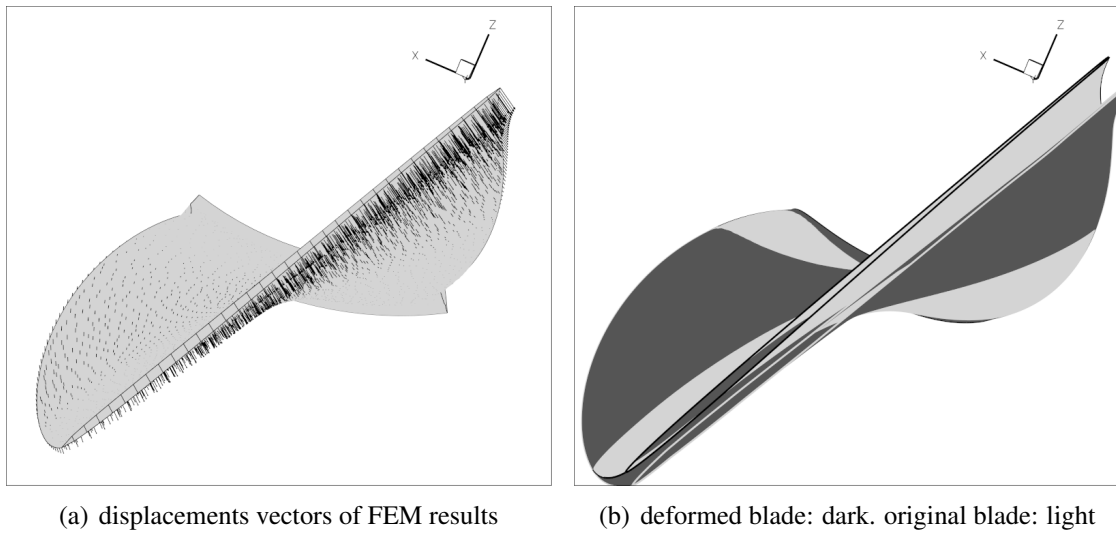 Z
X
Z
X
(a) displacements vectors of FEM results
(b) deformed blade: dark. original blade: light